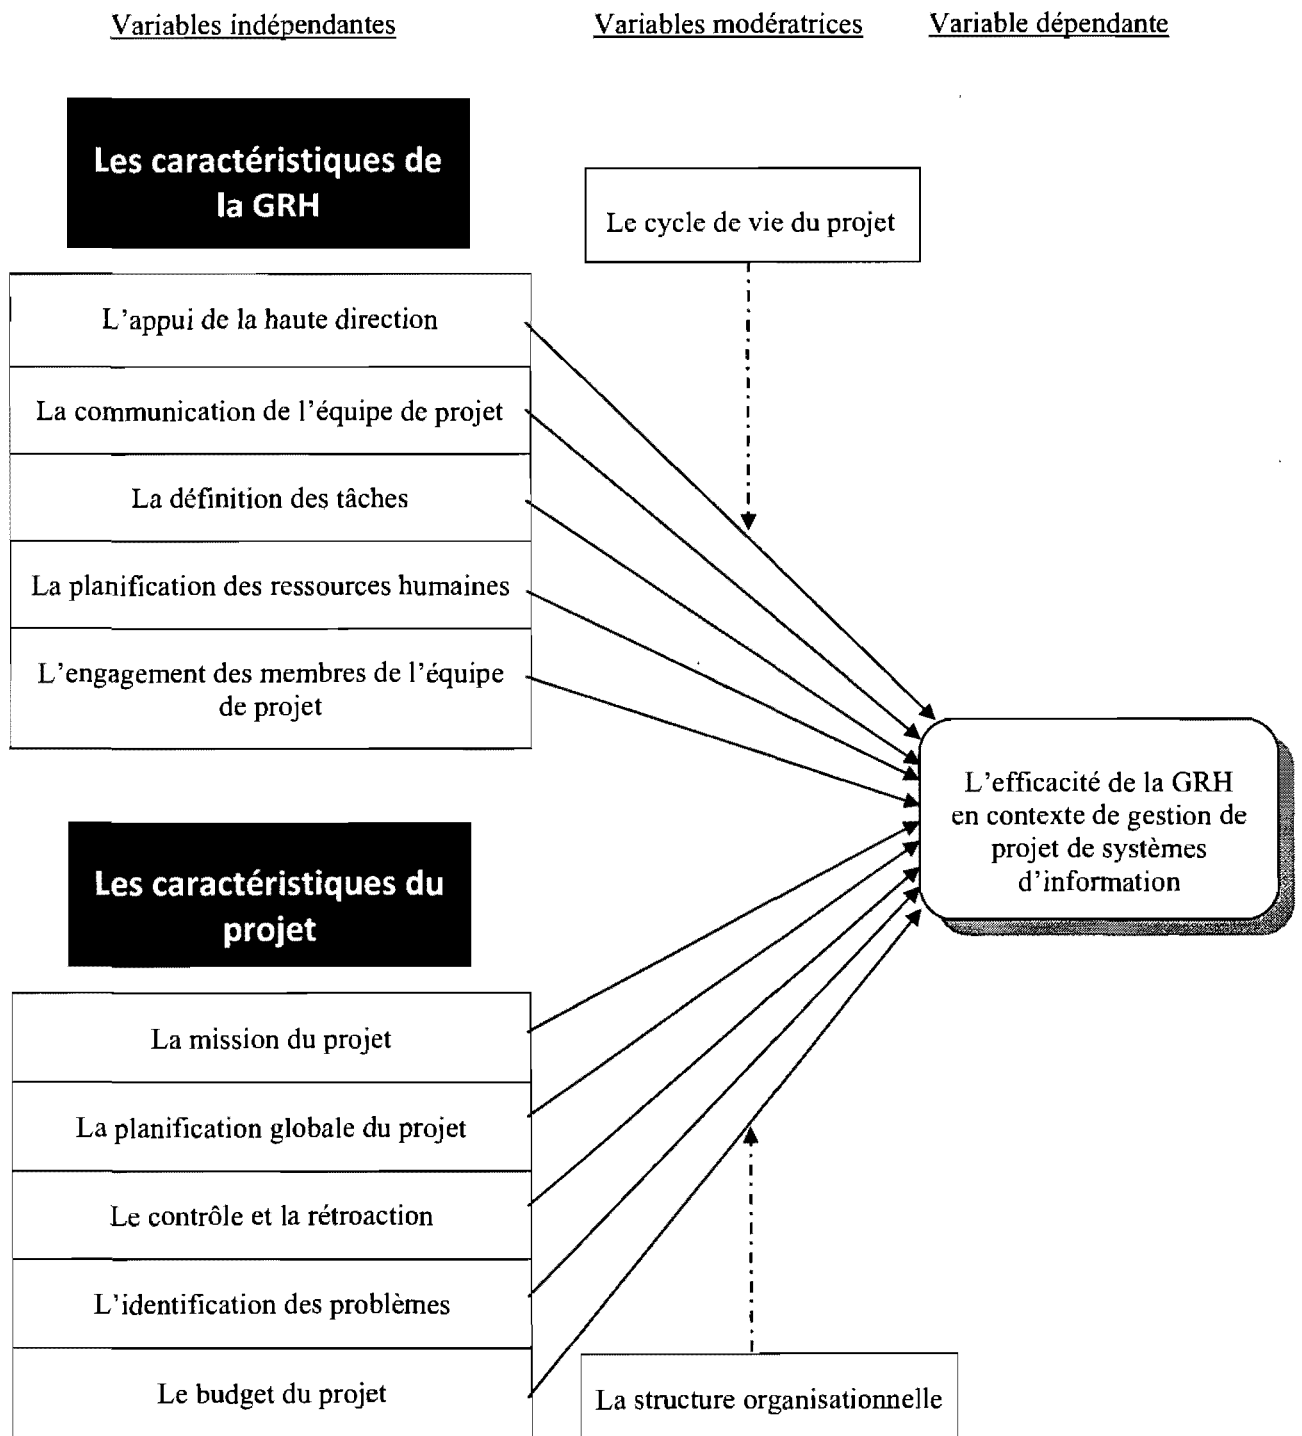 Variables indépendantes
Variables modératrices
Variable dépendante
Les caractéristiques de
la GRH
Le cycle de vie du projet
L'appui de la haute direction
La communication de l'équipe de projet
La définition des tâches
La planification des ressources humaines
L'engagement des membres de l'équipe
de projet
L'efficacité de la GRH
en contexte de gestion de
projet de systèmes
d'information
Les caractéristiques du
projet
La mission du projet
La planification globale du projet
Le contrôle et la rétroaction
L'identification des problèmes
Le budget du projet
La structure organisationnelle